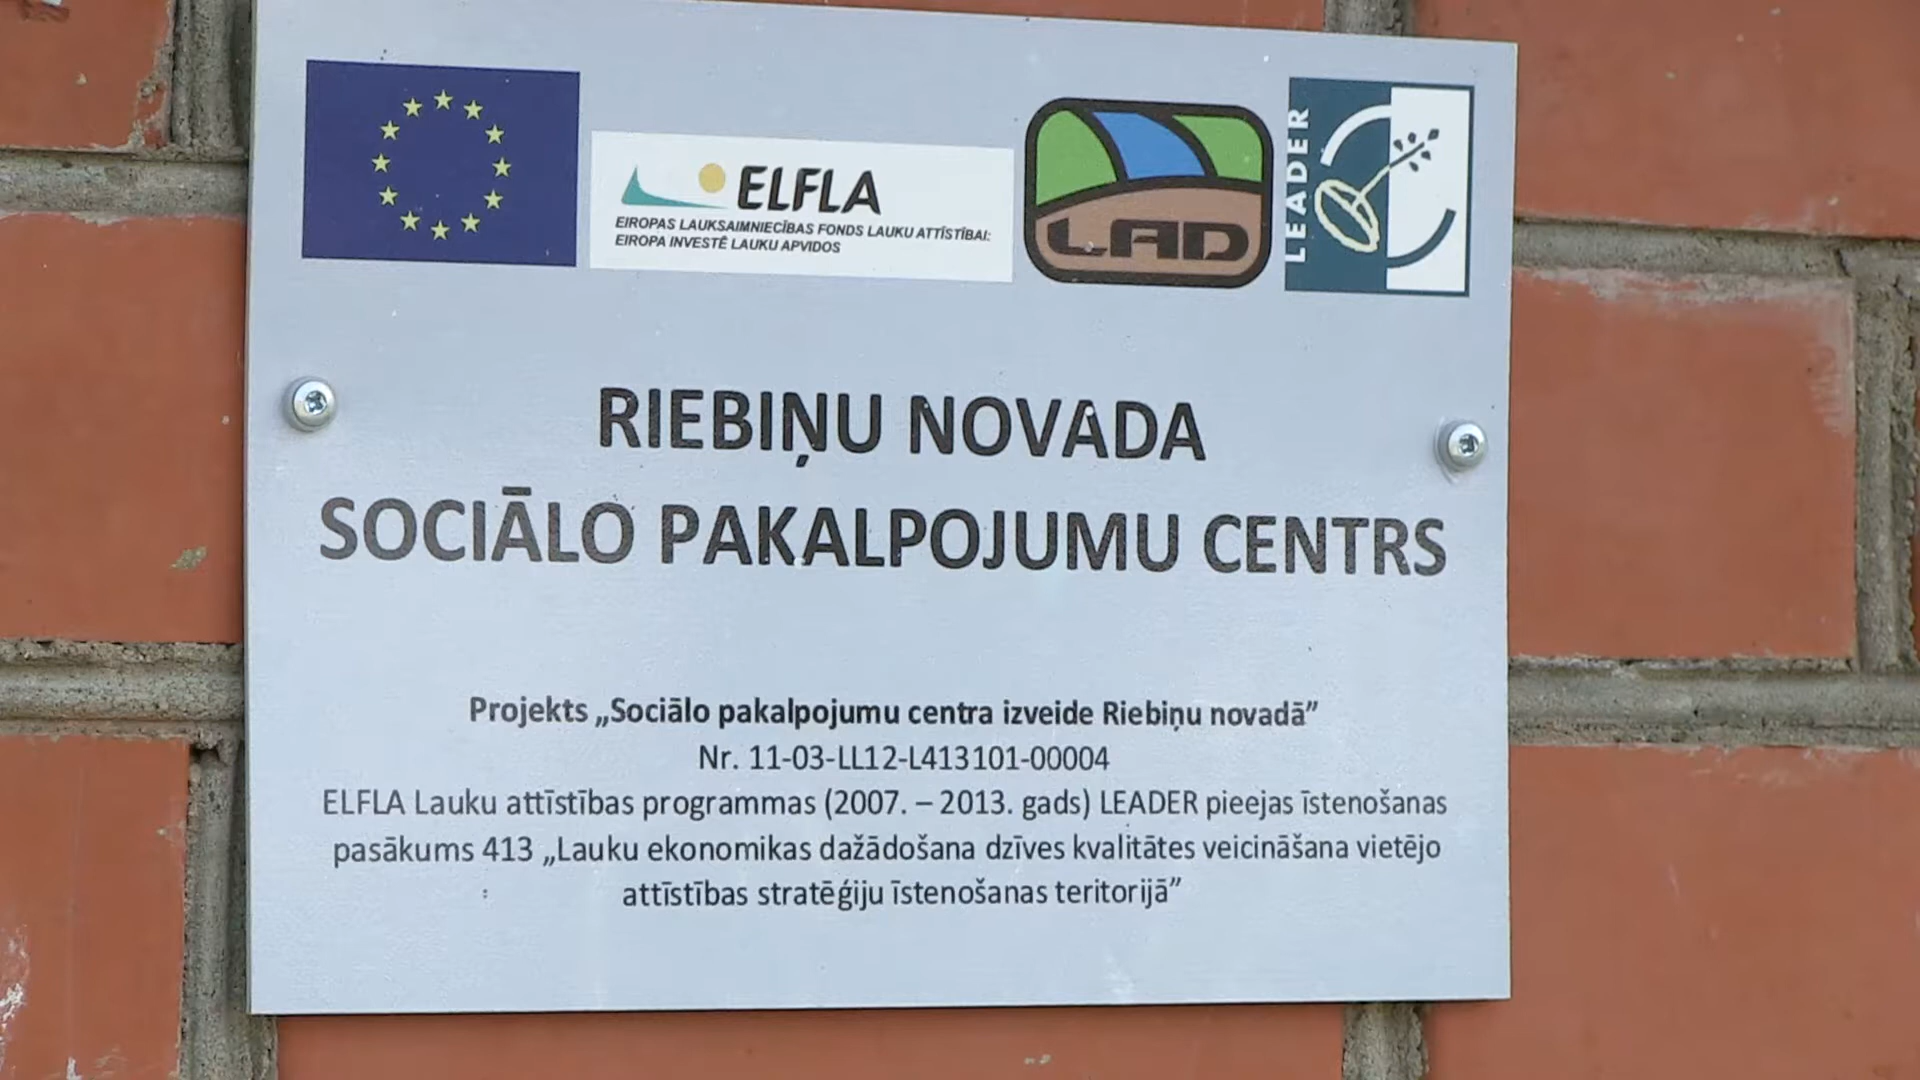 ELFLA
EIROPAS LAUKSAIMNIECĪBAS FONDS LAUKU ATTĪSTĪBAI:
EIROPA INVESTĒ LAUKU APVIDOS
LAD
LEADER
RIEBIŅU NOVADA
SOCIĀLO PAKALPOJUMU CENTRS
Projekts „Sociālo pakalpojumu centra izveide Riebiņu novadā”
Nr. 11-03-LL12-L413101-00004
ELFLA Lauku attīstības programmas (2007. – 2013. gads) LEADER pieejas īstenošanas
pasākums 413 „Lauku ekonomikas dažādošana dzīves kvalitātes veicināšana vietējo
attīstības stratēģiju īstenošanas teritorijā”